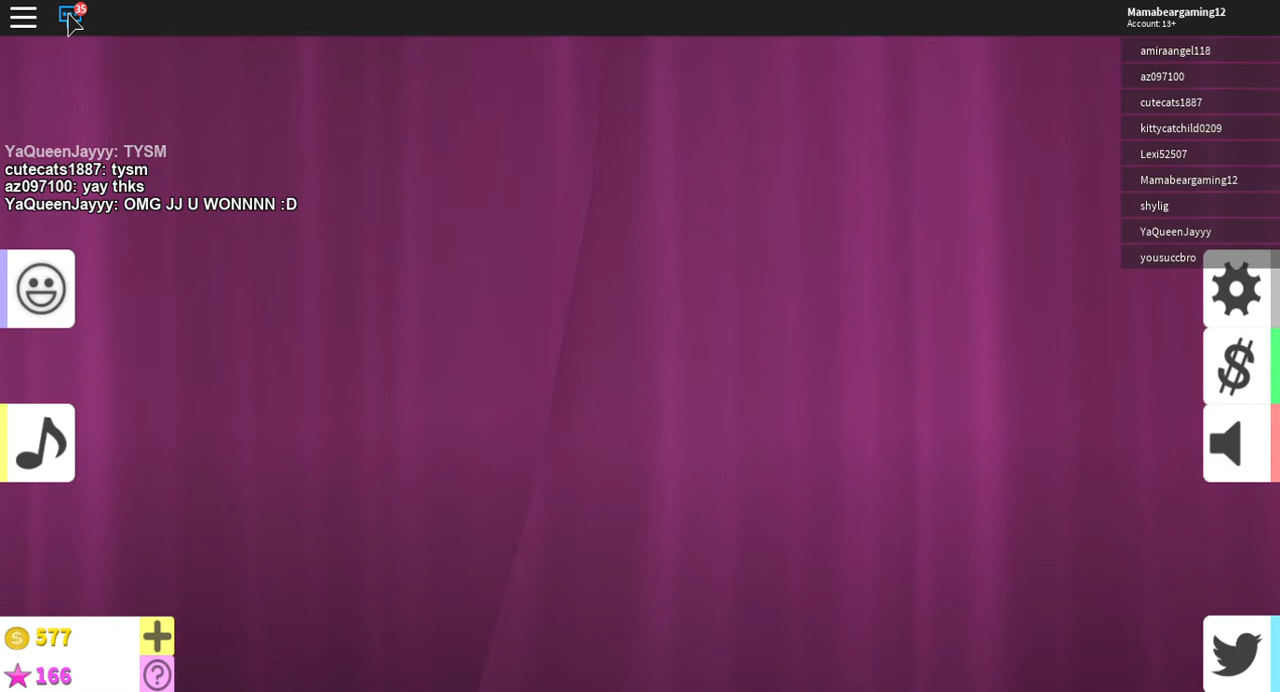 35
Mamabeargaming12
Account: 13+
amiraangel118
az097100
cutecats1887
kittycatchild0209
Lexi52507
Mamabeargaming12
shylig
YaQueenJayyy
yousuccbro
YaQueenJayyy: TYSM
cutecats1887: tysm
az097100: yay thks
YaQueenJayyy: OMG JJ U WONNNN :D
577
166